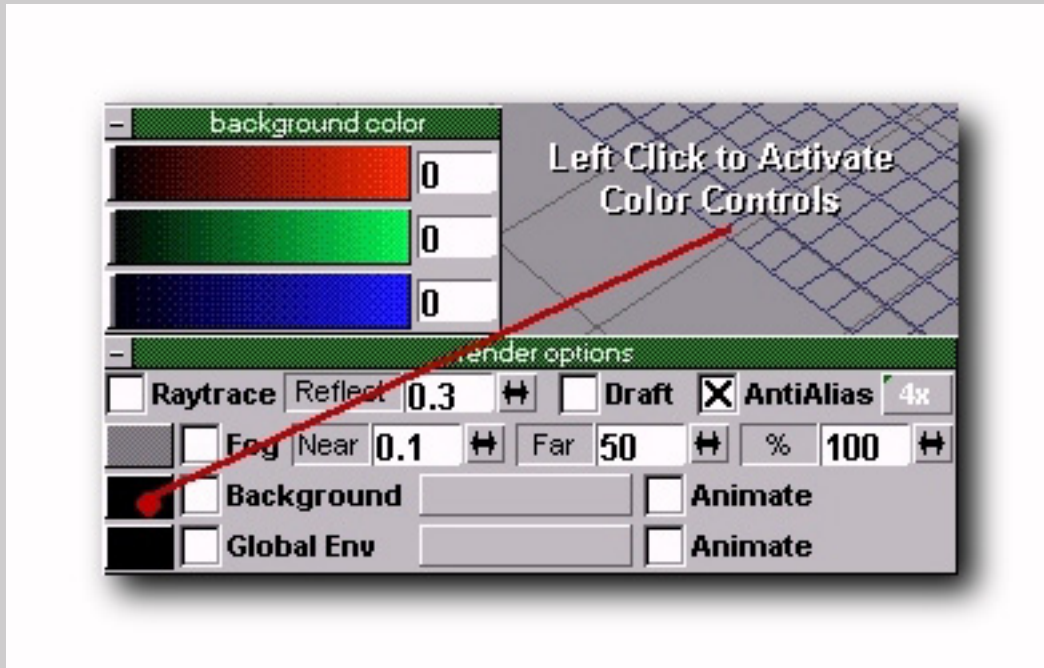 background color
0
0
0
Left Click to Activate
Color Controls
render options
Raytrace Reflect 0.3 Draft AntiAlias 4x
Fog Near 0.1 Far 50 % 100
Background Animate
Global Env Animate